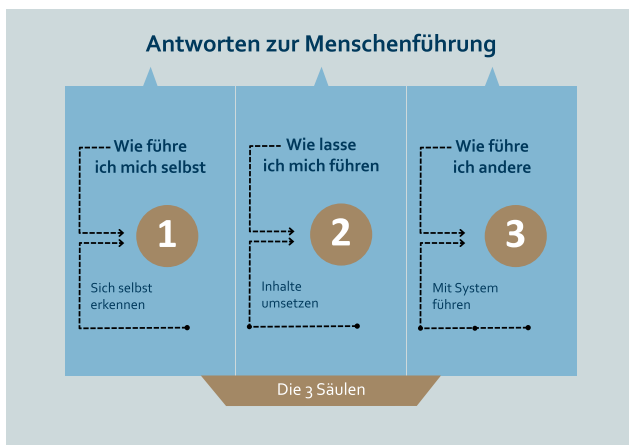 Antworten zur Menschenführung
Wie führe
ich mich selbst
1
Sich selbst
erkennen
Wie lasse
ich mich führen
2
Inhalte
umsetzen
Wie führe
ich andere
3
Mit System
führen
Die 3 Säulen